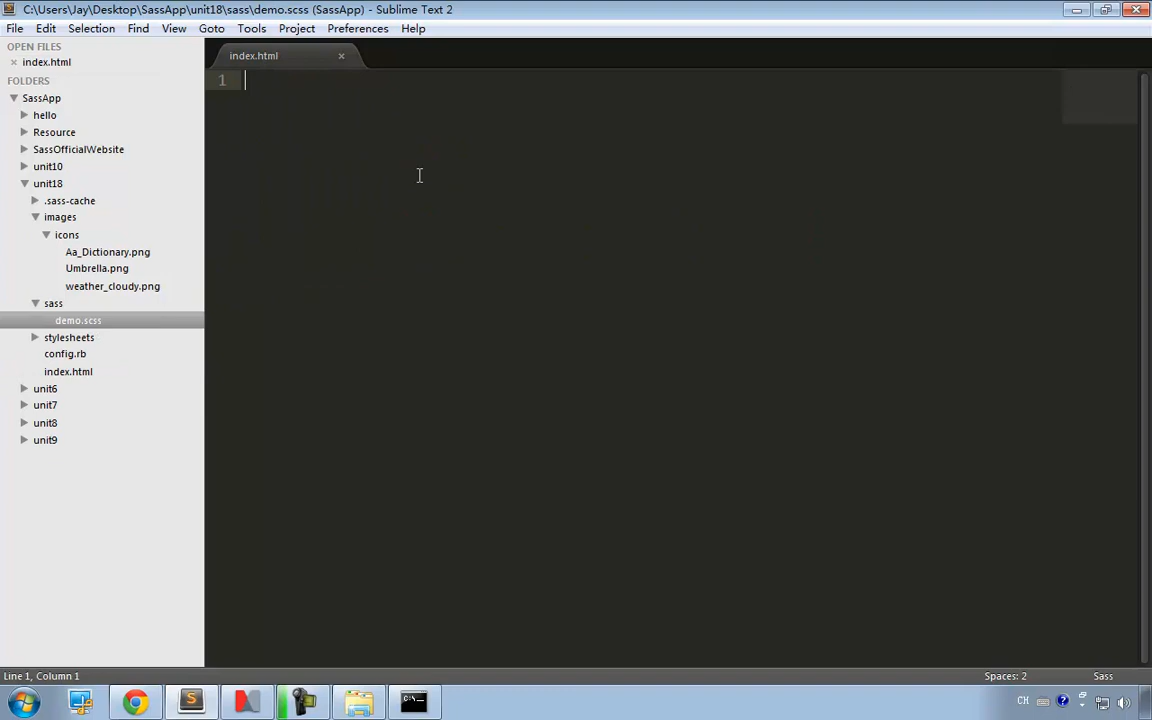 C:\Users\Jay\Desktop\SassApp\unit18\sass\demo.scss (SassApp) - Sublime Text 2
File Edit Selection Find View Goto Tools Project Preferences Help
OPEN FILES
index.html
FOLDERS
SassApp
hello
Resource
SassOfficialWebsite
unit10
unit18
.sass-cache
images
icons
Aa_Dictionary.png
Umbrella.png
weather_cloudy.png
sass
demo.scss
stylesheets
config.rb
index.html
unit6
unit7
unit8
unit9
index.html
1
Line 1, Column 1
Spaces: 2
Sass
CH